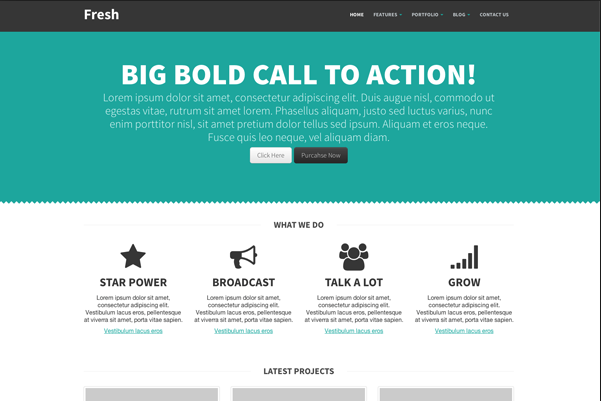 Fresh
HOME FEATURES PORTFOLIO BLOG CONTACT US
BIG BOLD CALL TO ACTION!
Lorem ipsum dolor sit amet, consectetur adipiscing elit. Duis augue nisl, commodo ut
egestas vitae, rutrum sit amet lorem. Phasellus aliquam, justo sed luctus varius, nunc
enim porttitor nisl, sit amet pretium dolor tellus sed ipsum. Aliquam et eros neque.
Fusce quis leo neque, vel aliquam diam.
Click Here Purcahse Now
WHAT WE DO
STAR POWER
Lorem ipsum dolor sit amet,
consectetur adipiscing elit.
Vestibulum lacus eros, pellentesque
at viverra sit amet, porta vitae sapien.
Vestibulum lacus eros
BROADCAST
Lorem ipsum dolor sit amet,
consectetur adipiscing elit.
Vestibulum lacus eros, pellentesque
at viverra sit amet, porta vitae sapien.
Vestibulum lacus eros
TALK A LOT
Lorem ipsum dolor sit amet,
consectetur adipiscing elit.
Vestibulum lacus eros, pellentesque
at viverra sit amet, porta vitae sapien.
Vestibulum lacus eros
GROW
Lorem ipsum dolor sit amet,
consectetur adipiscing elit.
Vestibulum lacus eros, pellentesque
at viverra sit amet, porta vitae sapien.
Vestibulum lacus eros
LATEST PROJECTS